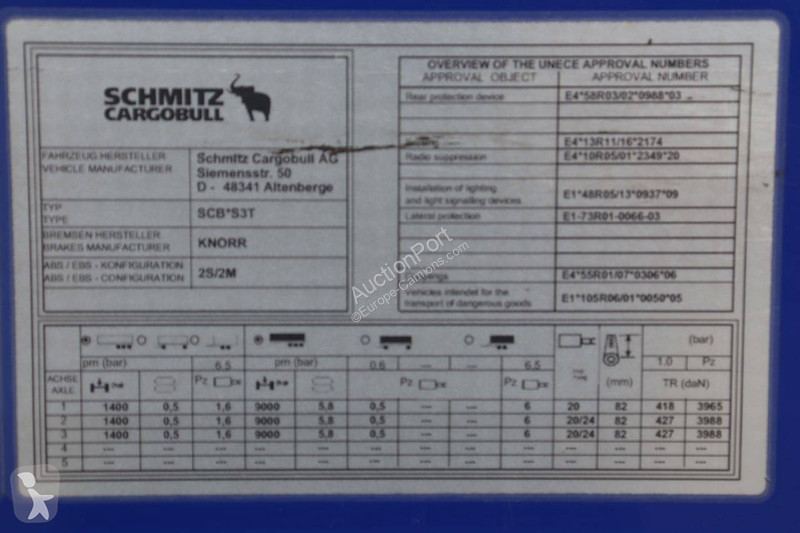 SCHMITZ
CARGOBULL
FAHRZEUG HERSTELLER
VEHICLE MANUFACTURER
Schmitz Cargobull AG
Siemensstr. 50
D - 48341 Altenberge
TYP
TYPE
SCB*S3T
BREMSEN HERSTELLER
BRAKES MANUFACTURER
KNORR
ABS / EBS - KONFIGURATION
ABS / EBS - CONFIGURATION
2S/2M
OVERVIEW OF THE UNECE APPROVAL NUMBERS
APPROVAL OBJECT APPROVAL NUMBER
Rear protection device E4*58R03/02*0988*03
E4*13R11/16*2174
Radio suppression E4*10R05/01*2349*20
Installation of lighting
and light signalling devices E1*48R05/13*0937*09
Lateral protection E1-73R01-0066-03
E4*55R01/07*0306*06
Vehicles intendet for the
transport of dangerous goods E1*105R06/01*0050*05
AuctionPort
©Europe-Camions.com
(bar)
pm (bar) 6.5 pm (bar) 0.6 --- --- 6.5 1.0 Pz
ACHSE
AXLE
Pz Pz Pz (mm) TR (daN)
1 1400 0,5 1,6 9000 5,8 0,5 --- --- 6 20 82 418 3965
2 1400 0,5 1,6 9000 5,8 0,5 --- --- 6 20/24 82 427 3988
3 1400 0,5 1,6 9000 5,8 0,5 --- --- 6 20/24 82 427 3988
4 --- --- --- --- --- --- --- --- --- --- --- --- ---
5 --- --- --- --- --- --- --- --- --- --- --- --- ---